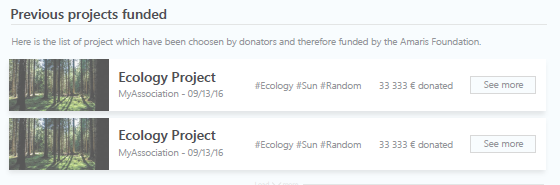 Previous projects funded
Here is the list of project which have been choosen by donators and therefore funded by the Amaris Foundation.
Ecology Project
MyAssociation - 09/13/16
#Ecology #Sun #Random
33 333 € donated
See more
Ecology Project
MyAssociation - 09/13/16
#Ecology #Sun #Random
33 333 € donated
See more